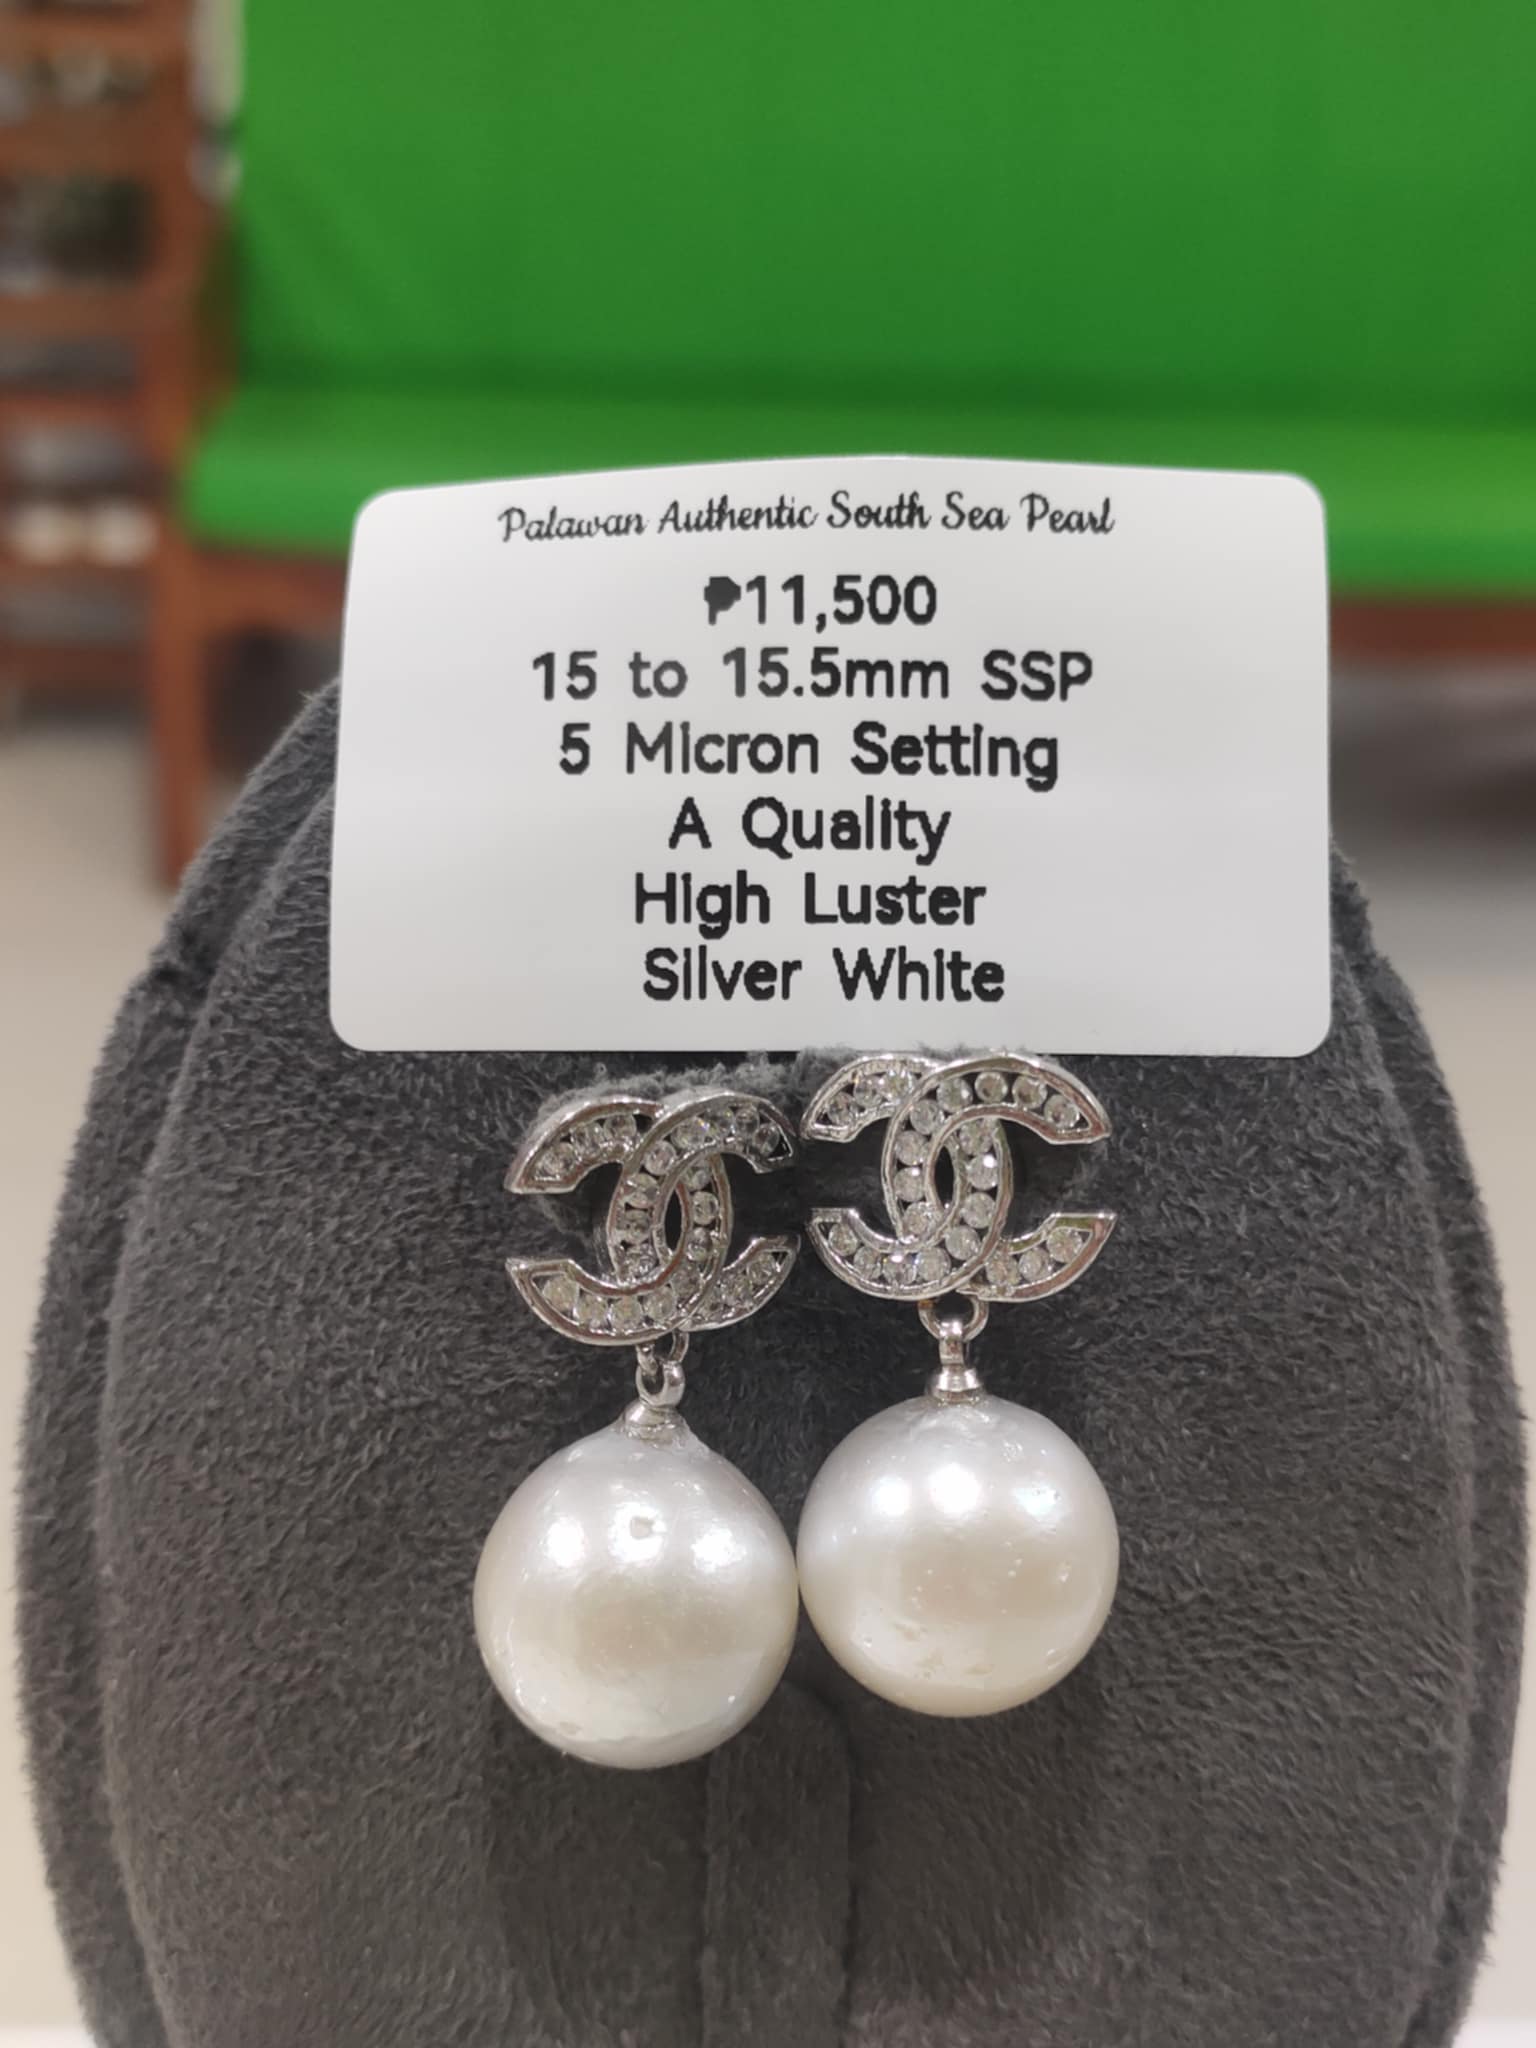 Palawan Authentic South Sea Pearl
₱11,500
15 to 15.5mm SSP
5 Micron Setting
A Quality
High Luster
Silver White